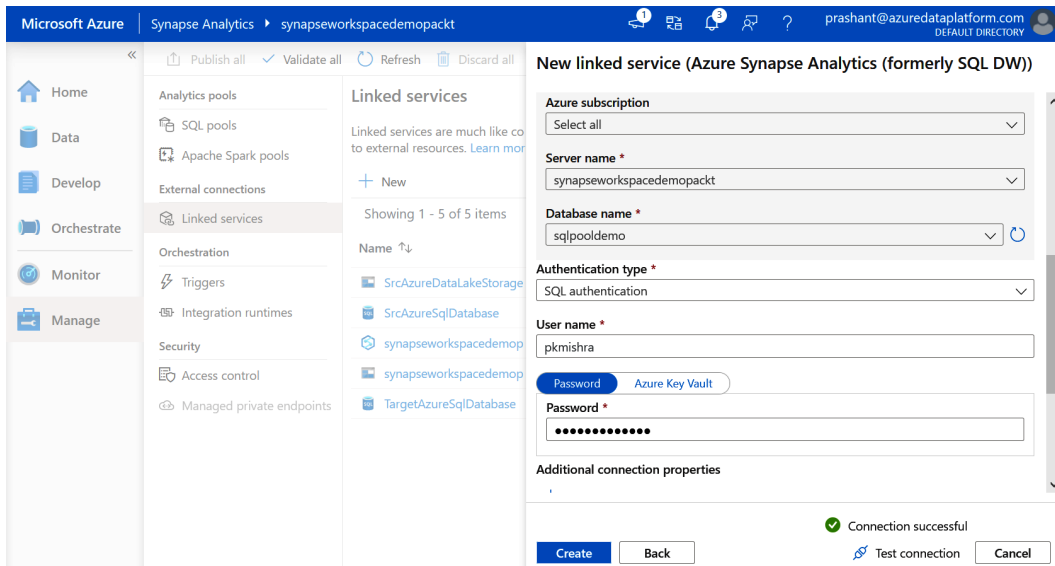 Microsoft Azure
Synapse Analytics
synapseworkspacedemopackt
1
3
?
prashant@azuredataplatform.com
DEFAULT DIRECTORY
«
Home
Data
Develop
Orchestrate
Monitor
Manage
Publish all
Validate all
Refresh
Discard all
Analytics pools
SQL pools
Apache Spark pools
External connections
Linked services
Orchestration
Triggers
Integration runtimes
Security
Access control
Managed private endpoints
Linked services
Linked services are much like co
to external resources. Learn mor
+ New
Showing 1 - 5 of 5 items
Name ↑↓
SrcAzureDataLakeStorage
SrcAzureSqlDatabase
synapseworkspacedemop
synapseworkspacedemop
TargetAzureSqlDatabase
New linked service (Azure Synapse Analytics (formerly SQL DW))
Azure subscription
Select all
Server name *
synapseworkspacedemopackt
Database name *
sqlpooldemo
Authentication type *
SQL authentication
User name *
pkmishra
Password
Azure Key Vault
Password *
•••••••••••••
Additional connection properties
Connection successful
Create
Back
Test connection
Cancel